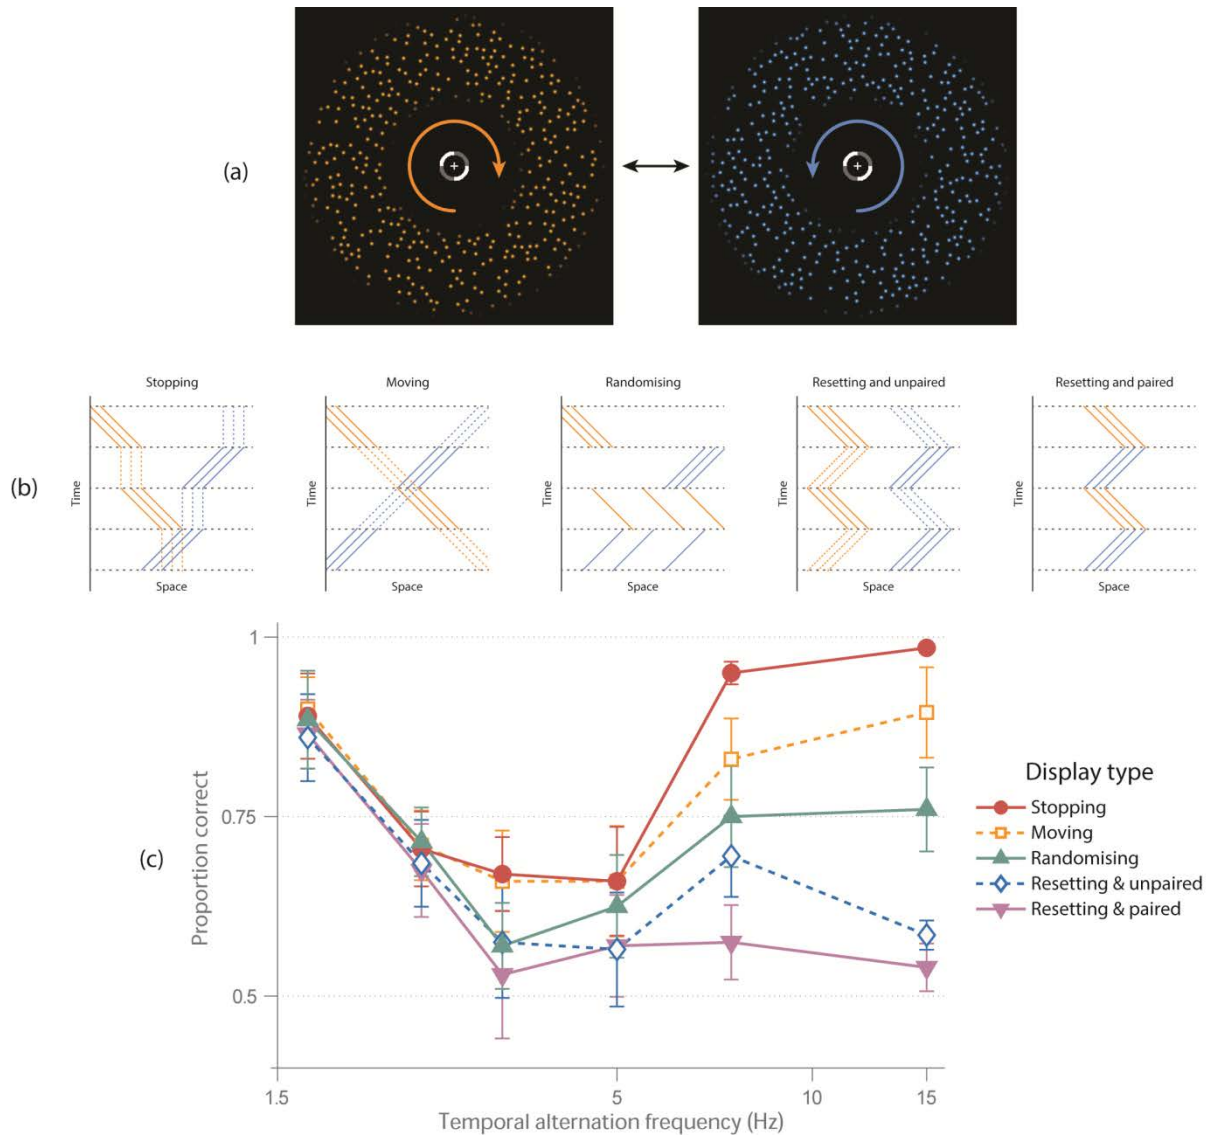 (a)
Stopping
Moving
Randomising
Resetting and unpaired
Resetting and paired
(b)
Time
Time
Time
Time
Time
Space
Space
Space
Space
Space
(c)
Proportion correct
1
0.75
0.5
1.5
5
10
15
Temporal alternation frequency (Hz)
Display type
Stopping
Moving
Randomising
Resetting & unpaired
Resetting & paired